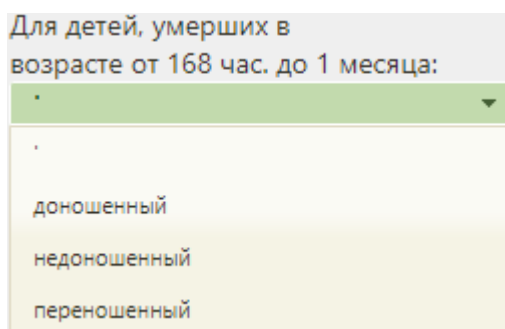 Для детей, умерших в
возрасте от 168 час. до 1 месяца:
.
.
доношенный
недоношенный
переношенный